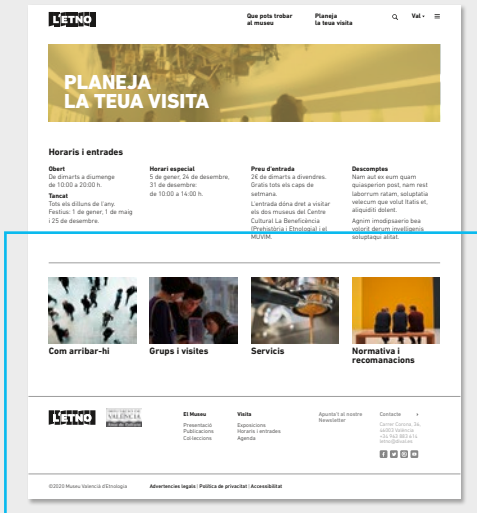 L'ETNO
Que pots trobar
al museu
Planeja
la teua visita
Val
PLANEJA
LA TEUA VISITA
Horaris i entrades
Obert
De dimarts a diumenge
de 10:00 a 20:00 h.
Tancat
Tots els dilluns de l'any.
Festius: 1 de gener, 1 de maig
i 25 de desembre.
Horari especial
5 de gener, 24 de desembre,
31 de desembre:
de 10:00 a 14:00 h.
Preu d'entrada
2€ de dimarts a divendres.
Gratis tots els caps de
setmana.
L'entrada dóna dret a visitar
els dos museus del Centre
Cultural La Beneficència
(Prehistòria i Etnologia) i el
MUVIM.
Descomptes
Nam aut ex eum quam
quiasperion post, nam rest
laborrum ratam, soluptatia
velecum que volut Itatis et,
aliquiditi dolent.
Agnim imodipsaerio bea
volorit derum invelligenis
soluptaqui alitat.
Com arribar-hi
Grups i visites
Servicis
Normativa i
recomanacions
L'ETNO
VALÈNCIA
El Museu
Presentació
Publicacions
Col·leccions
Visita
Exposicions
Horaris i entrades
Agenda
Apunta't al nostre
Newsletter
Contacte
Carrer Corona, 36,
46003 València
©2020 Museu Valencià d'Etnologia
Advertencies legals | Política de privacitat | Accessibilitat